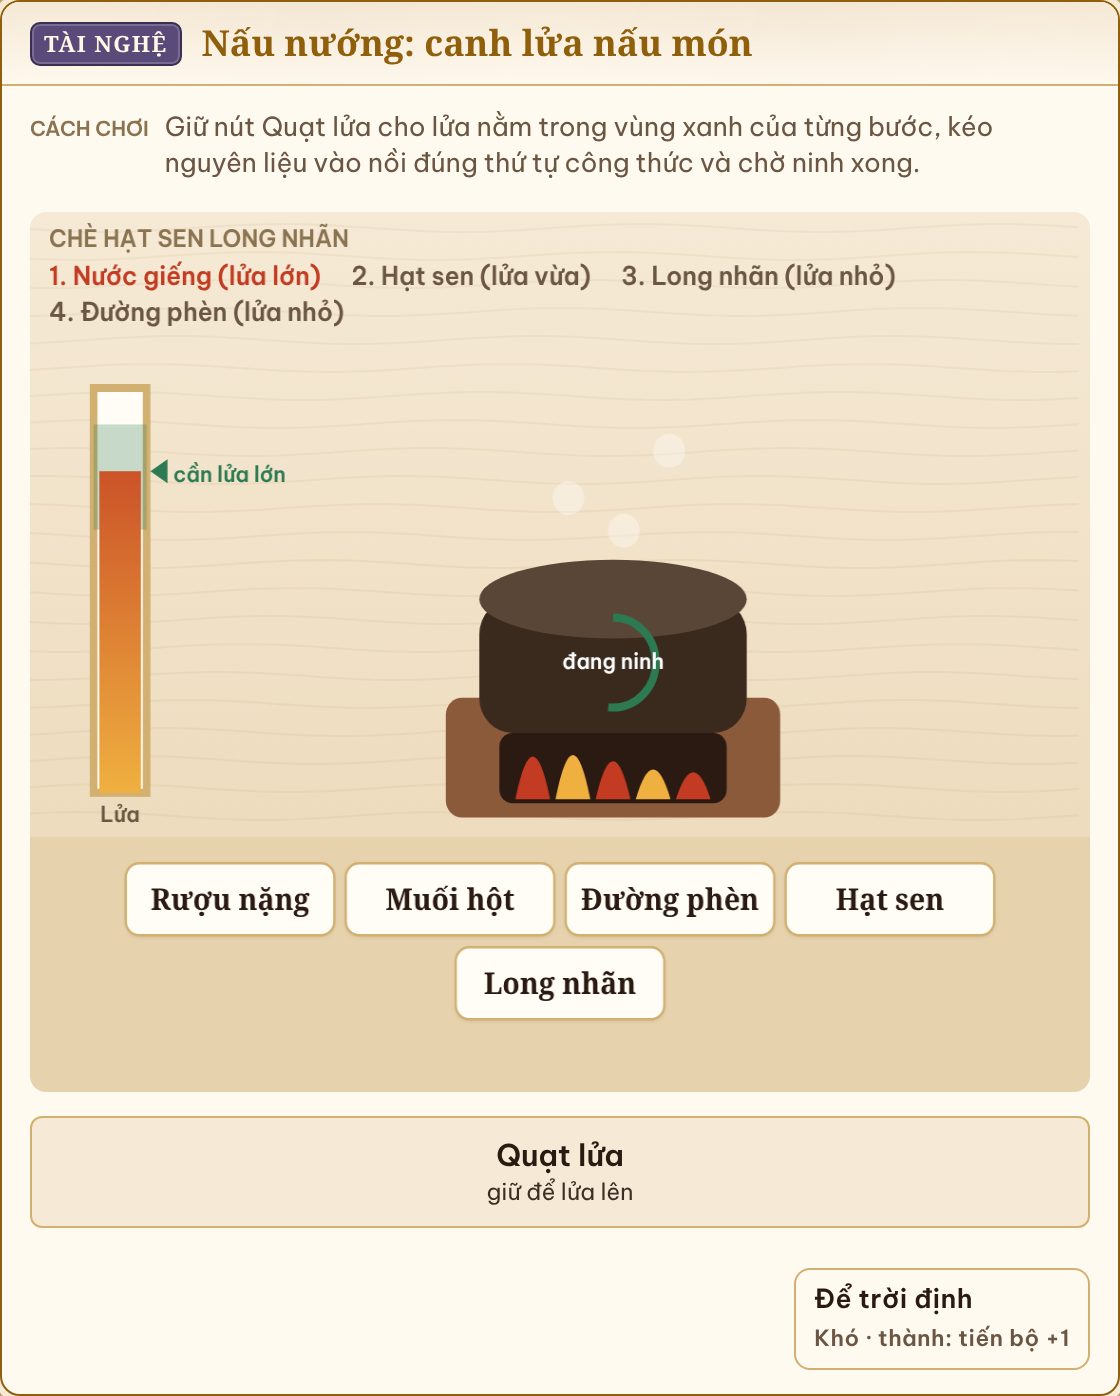 TÀI NGHỆ Nấu nướng: canh lửa nấu món
CÁCH CHƠI Giữ nút Quạt lửa cho lửa nằm trong vùng xanh của từng bước, kéo
nguyên liệu vào nồi đúng thứ tự công thức và chờ ninh xong.
CHÈ HẠT SEN LONG NHÃN
1. Nước giếng (lửa lớn) 2. Hạt sen (lửa vừa) 3. Long nhãn (lửa nhỏ)
4. Đường phèn (lửa nhỏ)
cần lửa lớn
đang ninh
Lửa
Rượu nặng Muối hột Đường phèn Hạt sen
Long nhãn
Quạt lửa
giữ để lửa lên
Để trời định
Khó · thành: tiến bộ +1